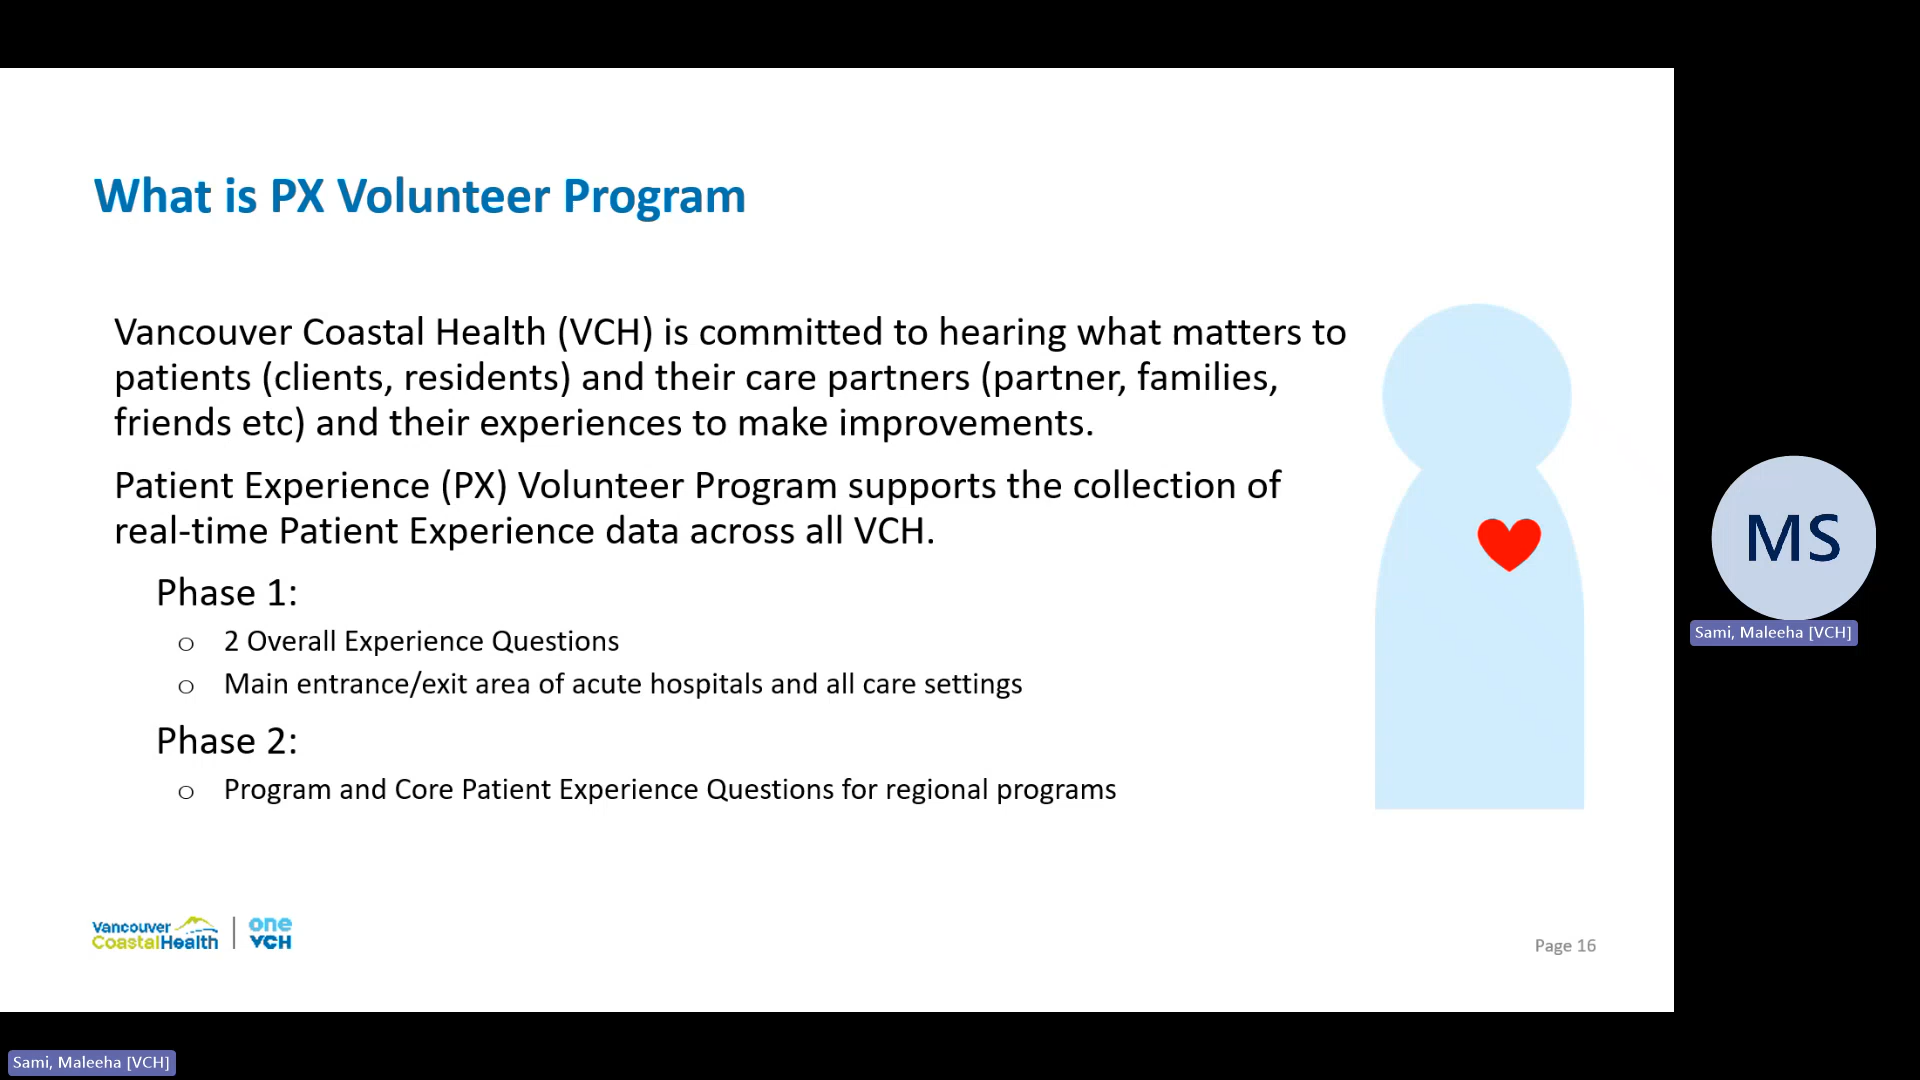 What is PX Volunteer Program
Vancouver Coastal Health (VCH) is committed to hearing what matters to
patients (clients, residents) and their care partners (partner, families,
friends etc) and their experiences to make improvements.
Patient Experience (PX) Volunteer Program supports the collection of
real-time Patient Experience data across all VCH.
Phase 1:
o 2 Overall Experience Questions
o Main entrance/exit area of acute hospitals and all care settings
Phase 2:
o Program and Core Patient Experience Questions for regional programs
Vancouver
CoastalHealth
one
VCH
Page 16
MS
Sami, Maleeha [VCH]
Sami, Maleeha [VCH]